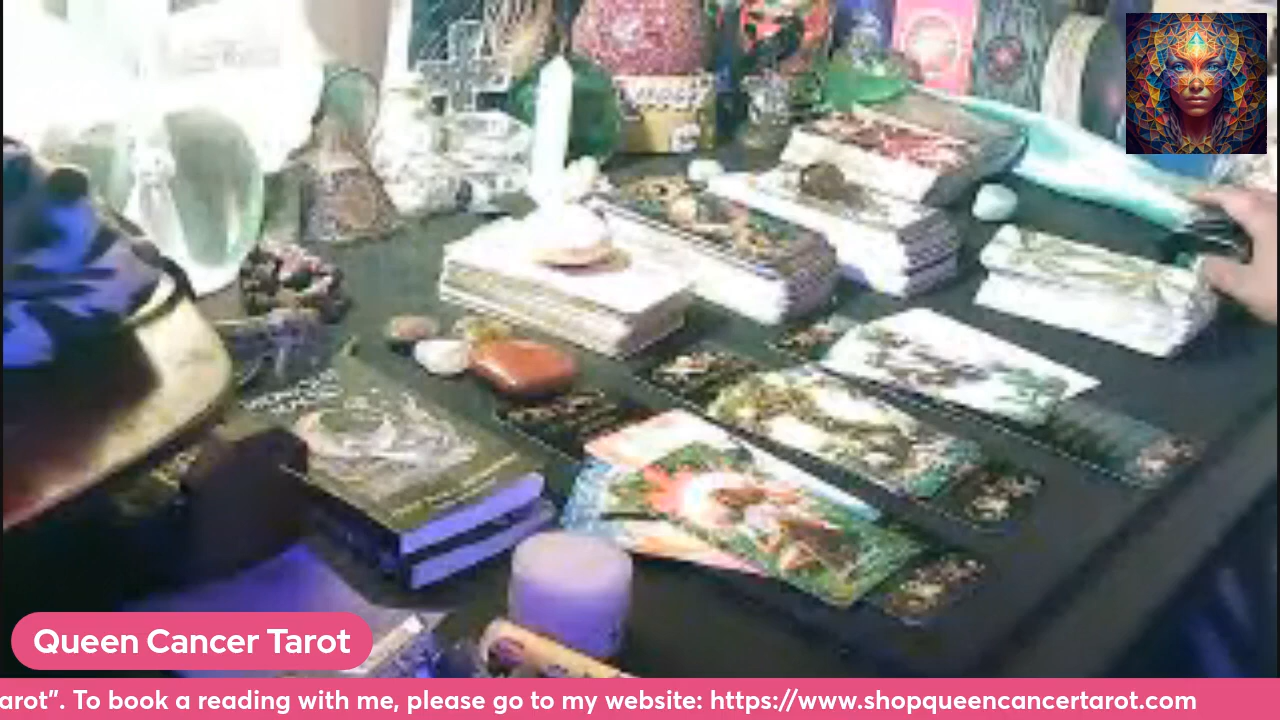 Queen Cancer Tarot
arot”. To book a reading with me, please go to my website: https://www.shopqueencancertarot.com